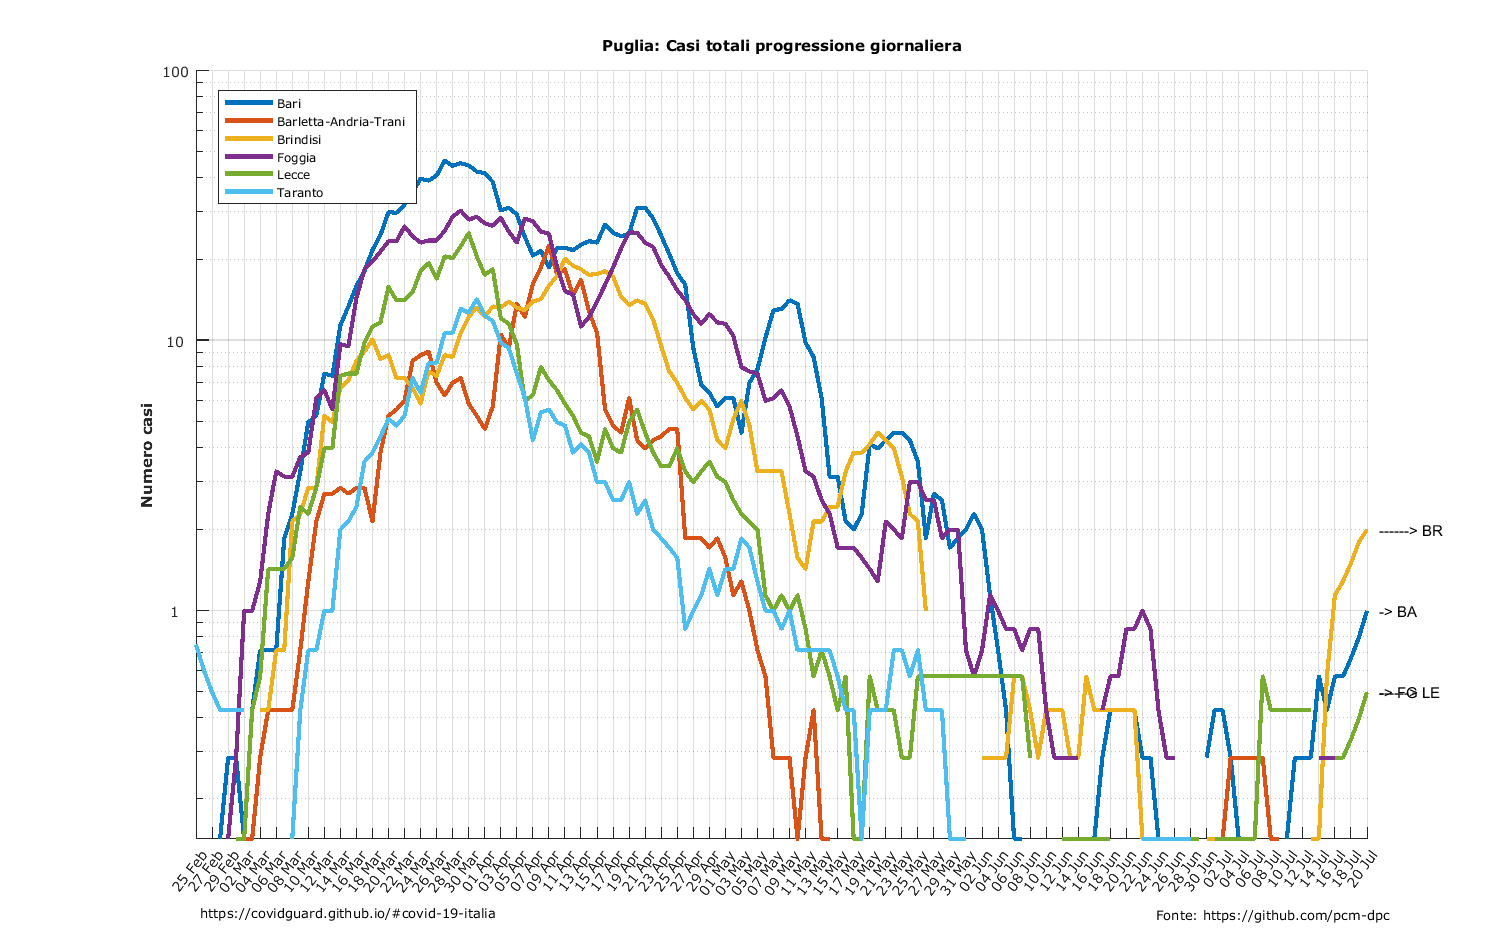 Puglia: Casi totali progressione giornaliera
100
10
1
Numero casi
Bari
Barletta-Andria-Trani
Brindisi
Foggia
Lecce
Taranto
------> BR
-> BA
-> FG
----> LE
25 Feb
27 Feb
29 Feb
02 Mar
04 Mar
06 Mar
08 Mar
10 Mar
12 Mar
14 Mar
16 Mar
18 Mar
20 Mar
22 Mar
24 Mar
26 Mar
28 Mar
30 Mar
01 Apr
03 Apr
05 Apr
07 Apr
09 Apr
11 Apr
13 Apr
15 Apr
17 Apr
19 Apr
21 Apr
23 Apr
25 Apr
27 Apr
29 Apr
01 May
03 May
05 May
07 May
09 May
11 May
13 May
15 May
17 May
19 May
21 May
23 May
25 May
27 May
29 May
31 May
02 Jun
04 Jun
06 Jun
08 Jun
10 Jun
12 Jun
14 Jun
16 Jun
18 Jun
20 Jun
22 Jun
24 Jun
26 Jun
28 Jun
30 Jun
02 Jul
04 Jul
06 Jul
08 Jul
10 Jul
12 Jul
14 Jul
16 Jul
18 Jul
20 Jul
https://covidguard.github.io/#covid-19-italia
Fonte: https://github.com/pcm-dpc